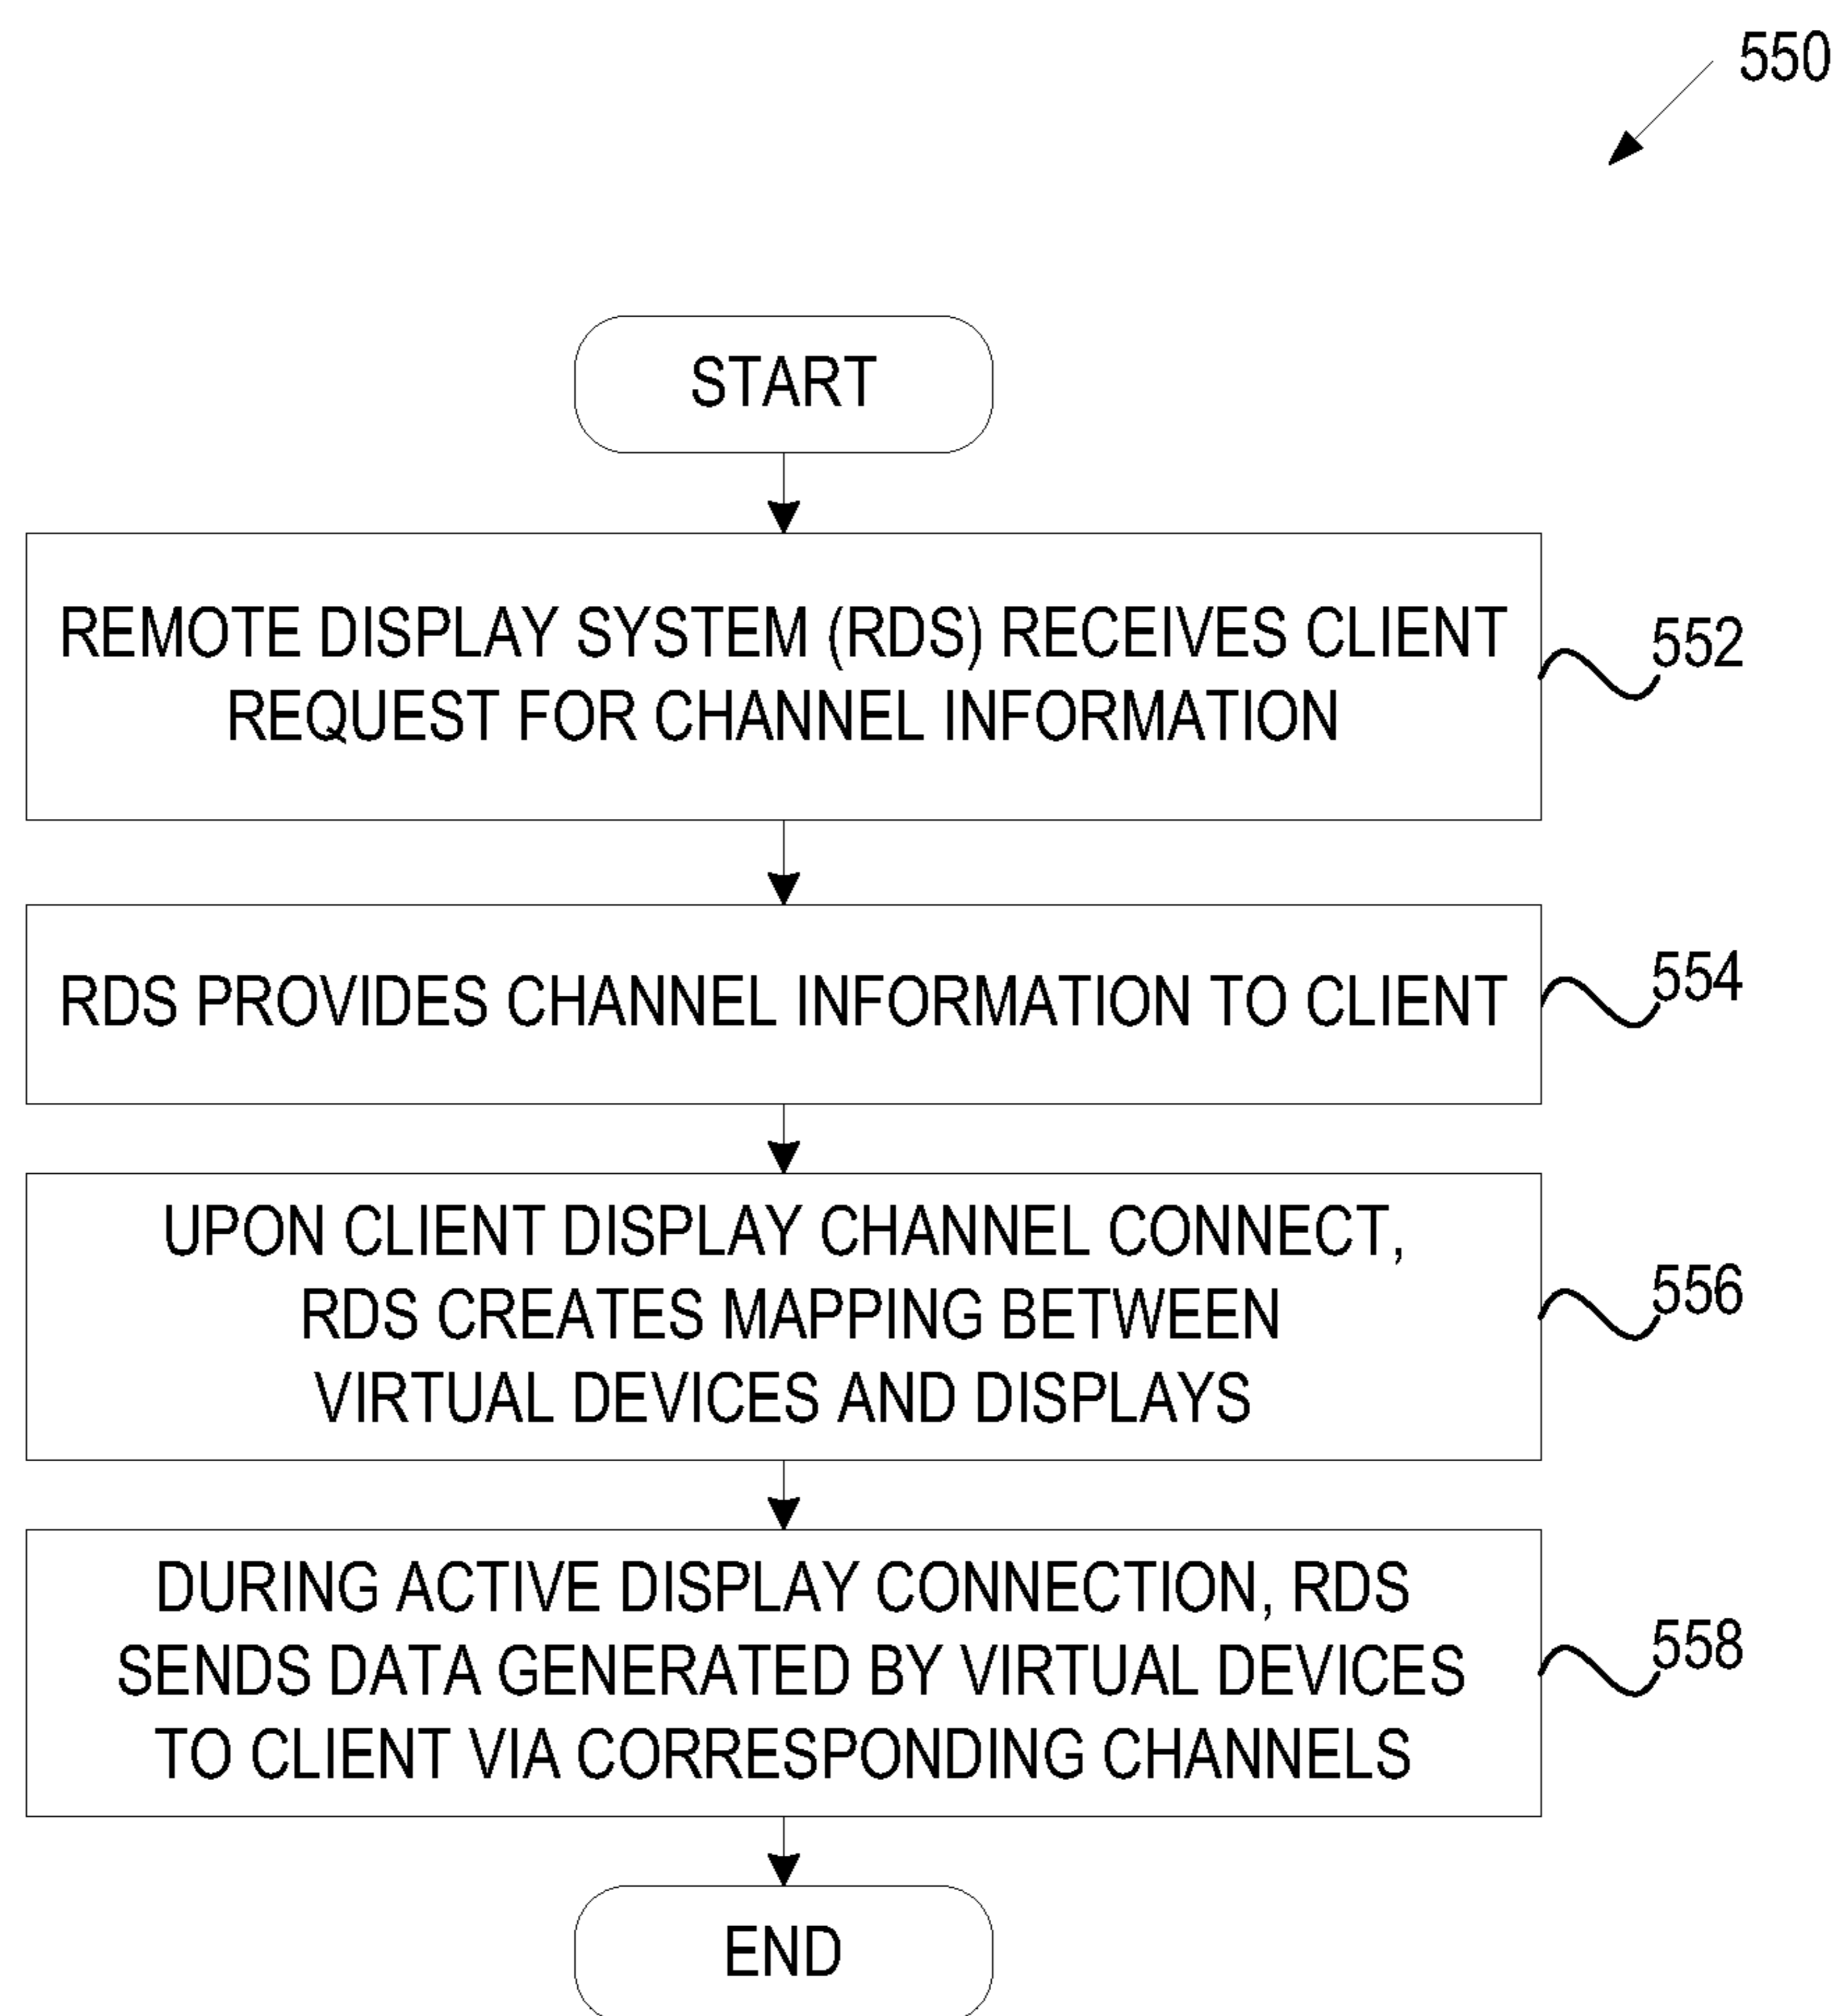 550
START
REMOTE DISPLAY SYSTEM (RDS) RECEIVES CLIENT
REQUEST FOR CHANNEL INFORMATION
552
RDS PROVIDES CHANNEL INFORMATION TO CLIENT
554
UPON CLIENT DISPLAY CHANNEL CONNECT,
RDS CREATES MAPPING BETWEEN
VIRTUAL DEVICES AND DISPLAYS
556
DURING ACTIVE DISPLAY CONNECTION, RDS
SENDS DATA GENERATED BY VIRTUAL DEVICES
TO CLIENT VIA CORRESPONDING CHANNELS
558
END